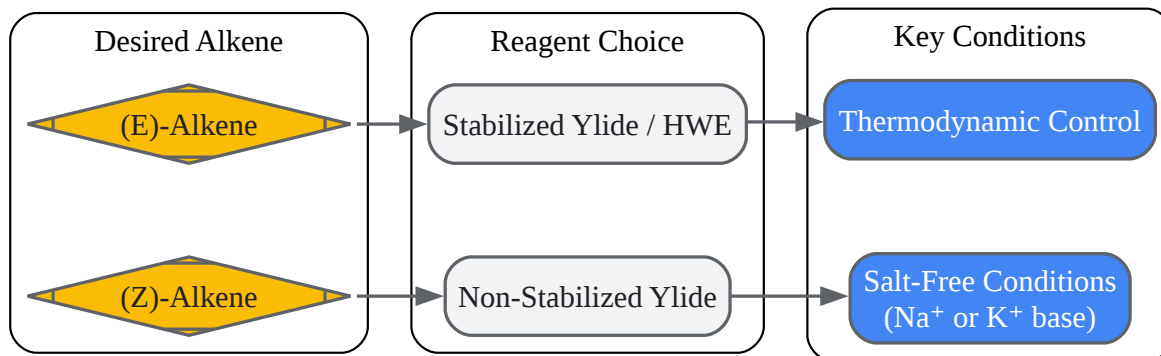 Desired Alkene
Reagent Choice
Key Conditions
(E)-Alkene
Stabilized Ylide / HWE
Thermodynamic Control
(Z)-Alkene
Non-Stabilized Ylide
Salt-Free Conditions
(Na⁺ or K⁺ base)